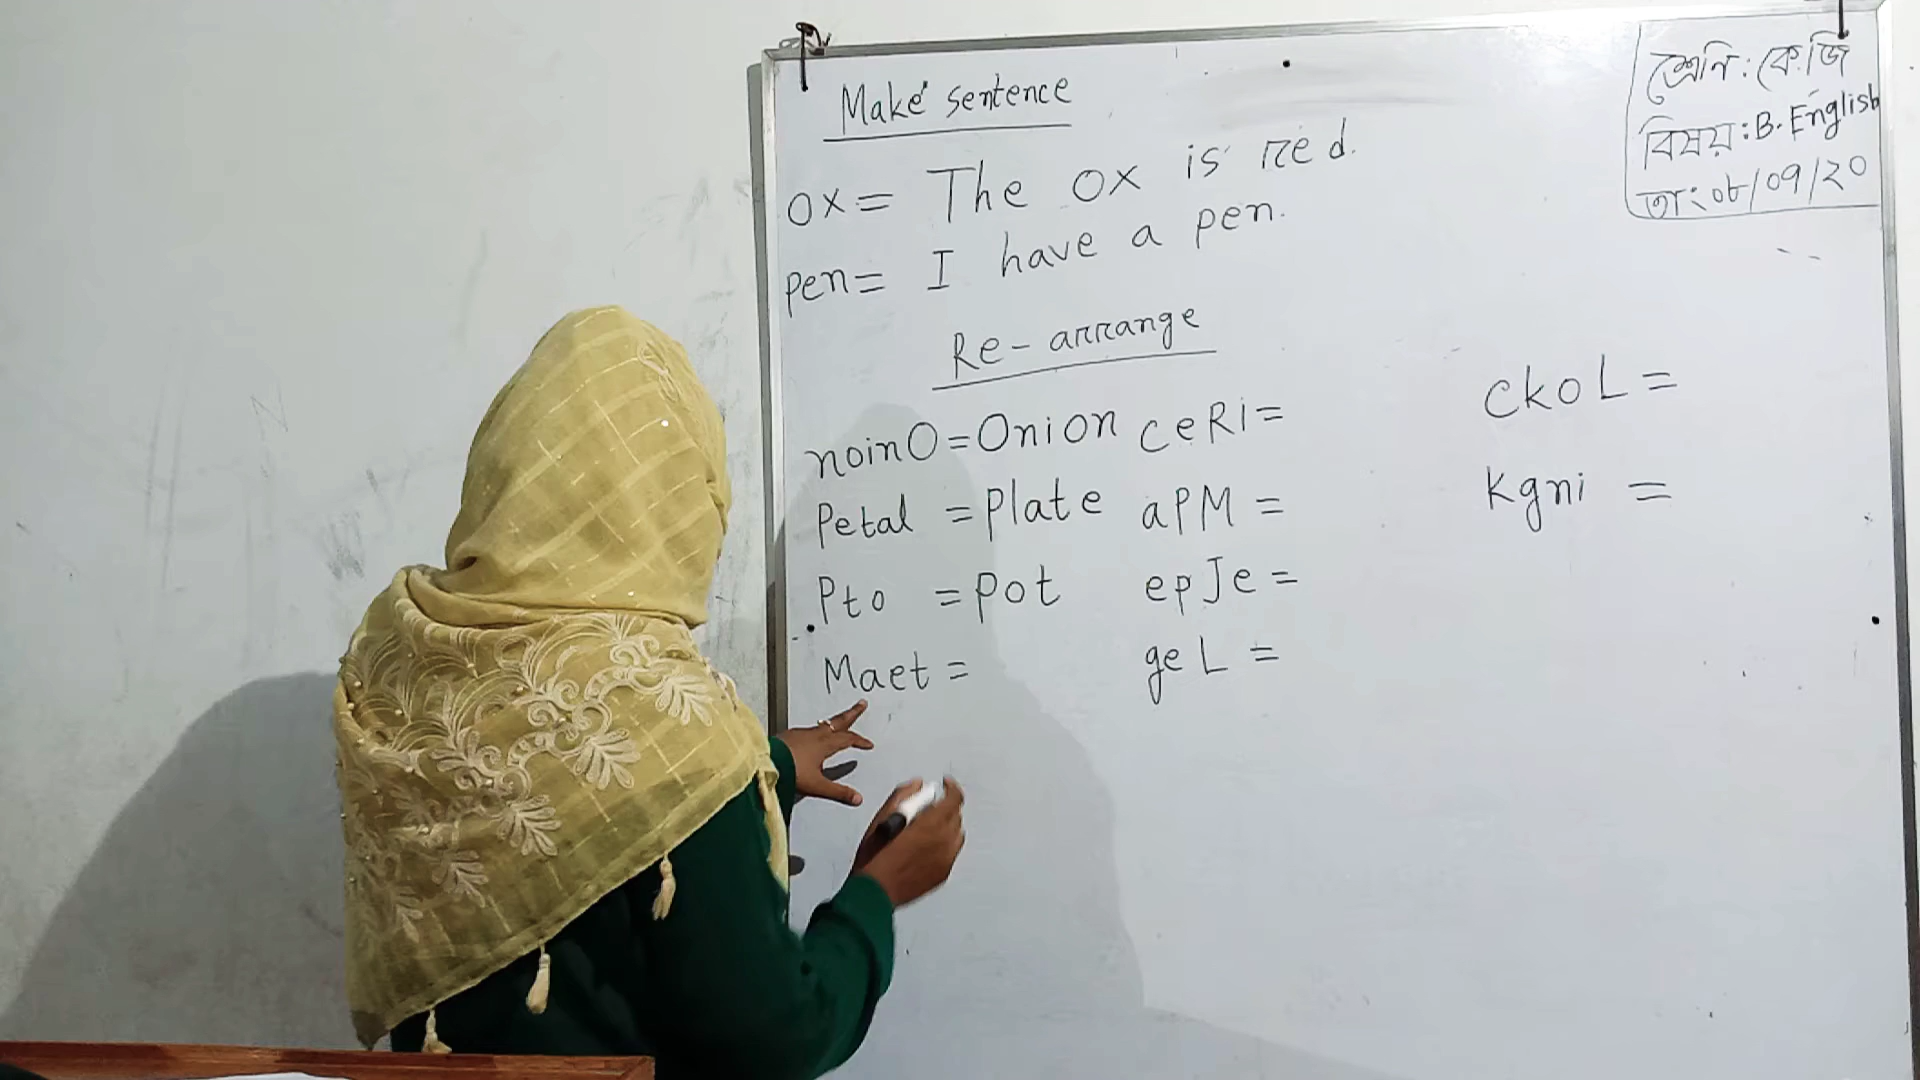 Make sentence
ox = The ox is red.
pen = I have a pen.
Re-arrange
noinO = Onion
Petal = plate
Pto = pot
Maet =
ceRi =
aPM =
epJe =
geL =
ckoL =
Kgni =
শ্রেনি: কে.জি
বিষয়: B. English
তা: ০৮/০৭/২০